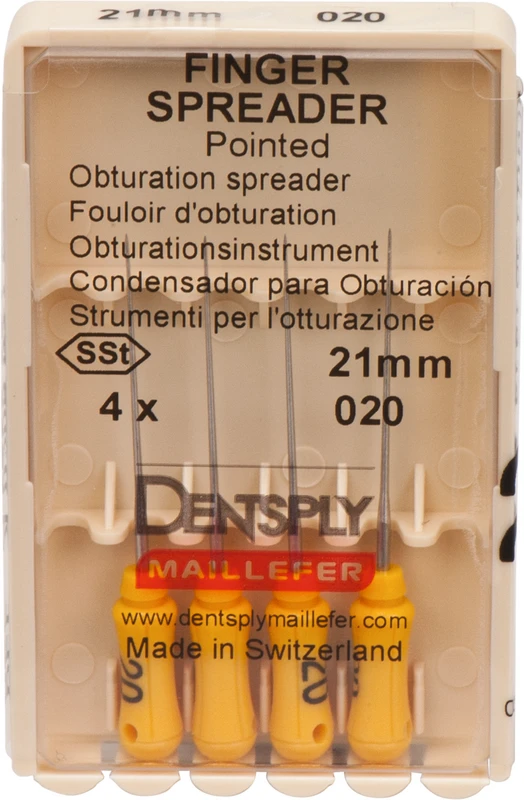 21mm 020
FINGER
SPREADER
Pointed
Obturation spreader
Fouloir d'obturation
Obturationsinstrument
Condensador para Obturación
Strumenti per l'otturazione
SSt 21mm
4 x 020
DENTSPLY
MAILLEFER
www.dentsplymaillefer.com
Made in Switzerland